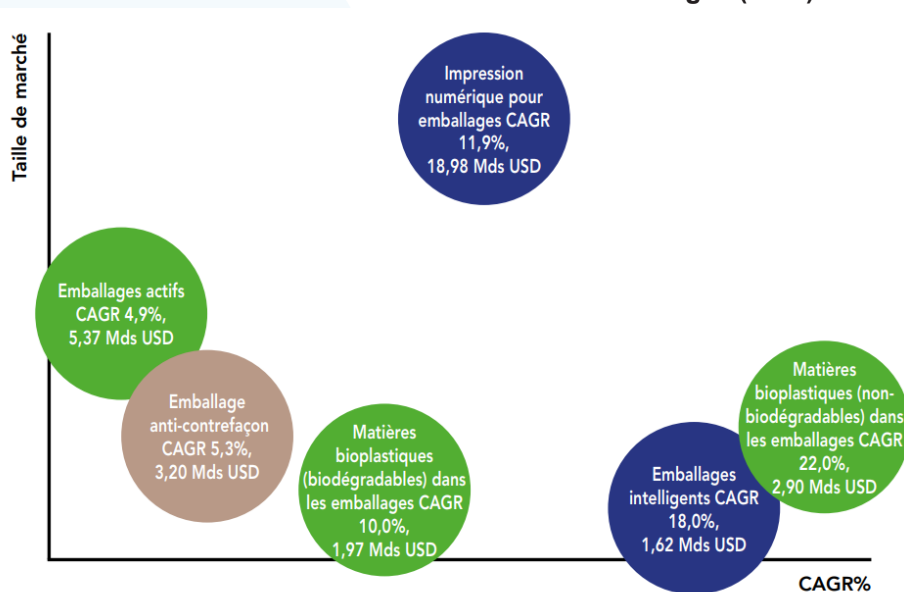 Taille de marché
Impression
numérique pour
emballages CAGR
11,9%,
18,98 Mds USD
Emballages actifs
CAGR 4,9%,
5,37 Mds USD
Emballage
anti-contrefaçon
CAGR 5,3%,
3,20 Mds USD
Matières
bioplastiques
(biodégradables) dans
les emballages CAGR
10,0%,
1,97 Mds USD
Emballages
intelligents CAGR
18,0%,
1,62 Mds USD
Matières
bioplastiques (non-
biodégradables) dans
les emballages CAGR
22,0%,
2,90 Mds USD
CAGR%